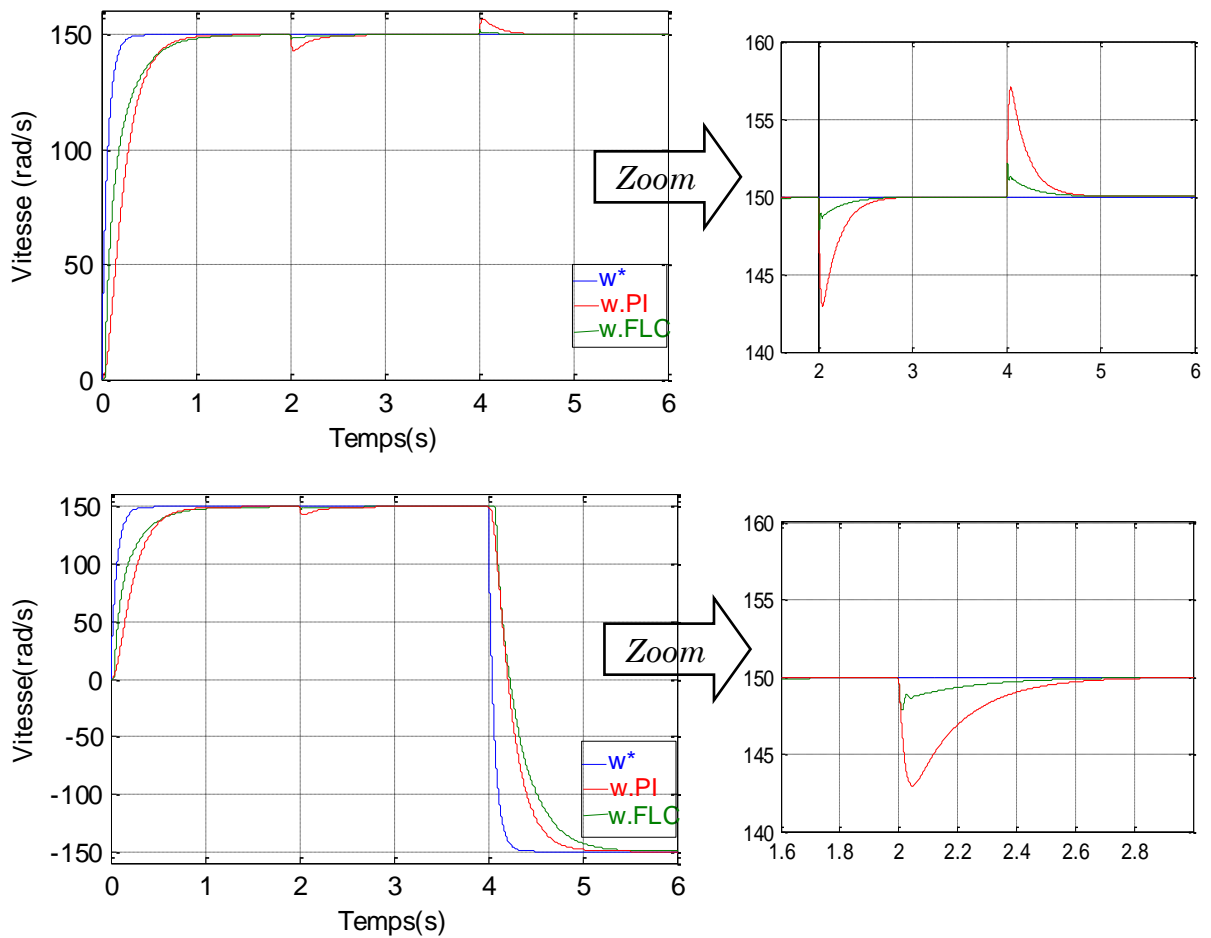 150
100
50
0
Vitesse (rad/s)
w*
w.PI
w.FLC
0 1 2 3 4 5 6
Temps(s)
Zoom
160
155
150
145
140
2 3 4 5 6
150
100
50
0
-50
-100
-150
Vitesse(rad/s)
w*
w.PI
w.FLC
0 1 2 3 4 5 6
Temps(s)
Zoom
160
155
150
145
140
1.6 1.8 2 2.2 2.4 2.6 2.8